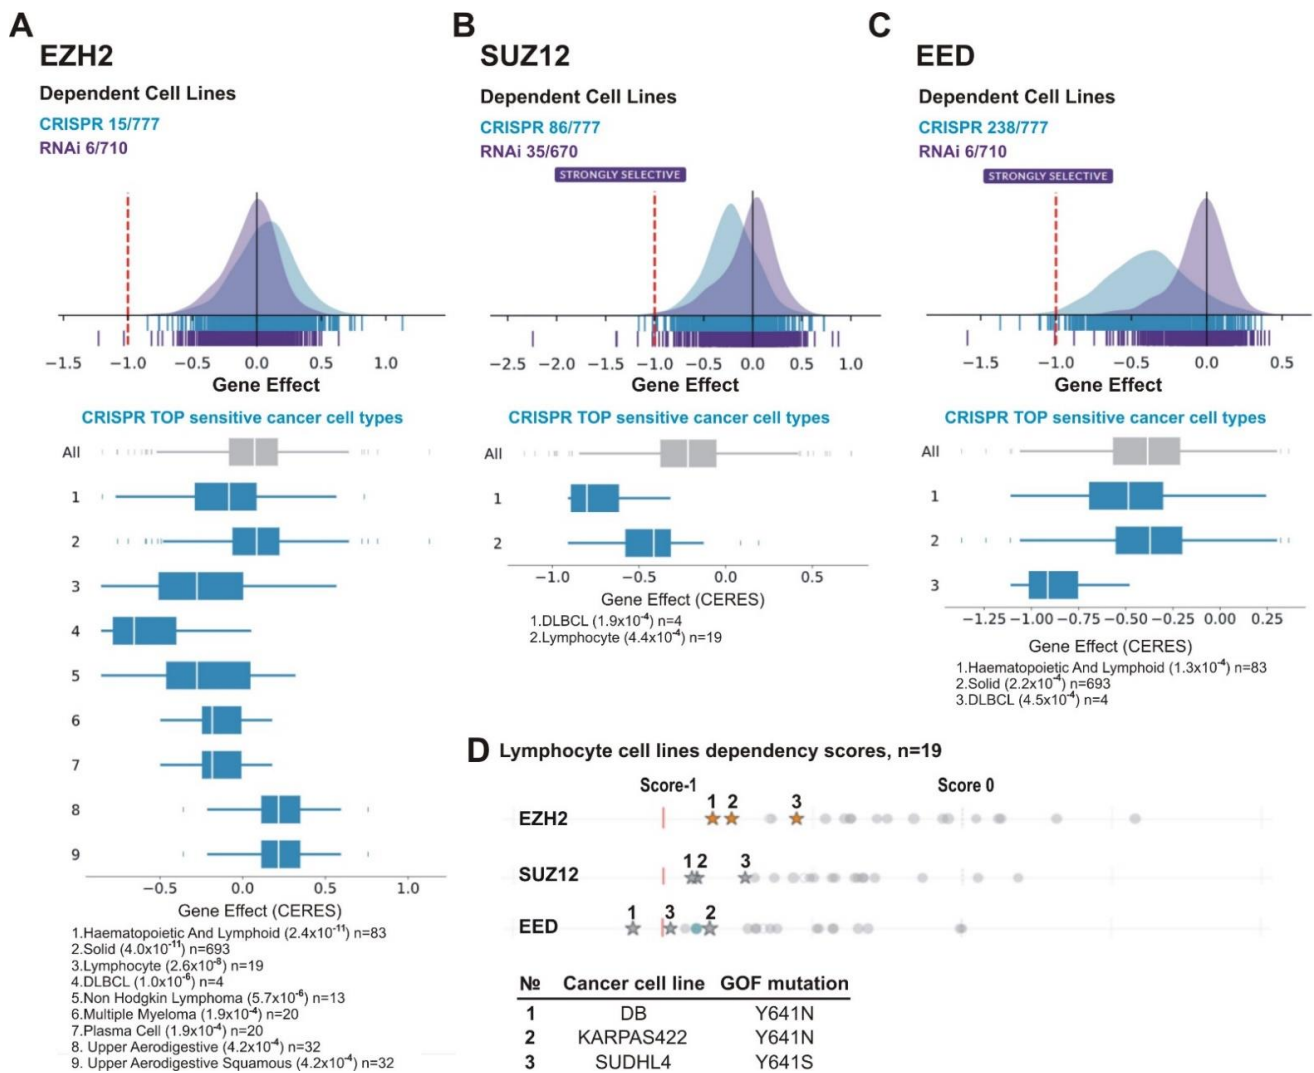 A
EZH2
Dependent Cell Lines
CRISPR 15/777
RNAi 6/710
−1.5 −1.0 −0.5 0.0 0.5 1.0
Gene Effect
CRISPR TOP sensitive cancer cell types
All
1
2
3
4
5
6
7
8
9
−0.5 0.0 0.5 1.0
Gene Effect (CERES)
1.Haematopoietic And Lymphoid (2.4x10⁻¹¹) n=83
2.Solid (4.0x10⁻¹¹) n=693
3.Lymphocyte (2.6x10⁻⁸) n=19
4.DLBCL (1.0x10⁻⁶) n=4
5.Non Hodgkin Lymphoma (5.7x10⁻⁶) n=13
6.Multiple Myeloma (1.9x10⁻⁴) n=20
7.Plasma Cell (1.9x10⁻⁴) n=20
8. Upper Aerodigestive (4.2x10⁻⁴) n=32
9. Upper Aerodigestive Squamous (4.2x10⁻⁴) n=32
B
SUZ12
Dependent Cell Lines
CRISPR 86/777
RNAi 35/670
STRONGLY SELECTIVE
−2.5 −2.0 −1.5 −1.0 −0.5 0.0 0.5 1.0
Gene Effect
CRISPR TOP sensitive cancer cell types
All
1
2
−1.0 −0.5 0.0 0.5
Gene Effect (CERES)
1.DLBCL (1.9x10⁻⁴) n=4
2.Lymphocyte (4.4x10⁻⁴) n=19
C
EED
Dependent Cell Lines
CRISPR 238/777
RNAi 6/710
STRONGLY SELECTIVE
−1.5 −1.0 −0.5 0.0 0.5
Gene Effect
CRISPR TOP sensitive cancer cell types
All
1
2
3
−1.25 −1.00 −0.75 −0.50 −0.25 0.00 0.25
Gene Effect (CERES)
1.Haematopoietic And Lymphoid (1.3x10⁻⁴) n=83
2.Solid (2.2x10⁻⁴) n=693
3.DLBCL (4.5x10⁻⁴) n=4
D Lymphocyte cell lines dependency scores, n=19
Score-1 Score 0
1 2 3
EZH2
1 2 3
SUZ12
1 3 2
EED
№ Cancer cell line GOF mutation
1 DB Y641N
2 KARPAS422 Y641N
3 SUDHL4 Y641S